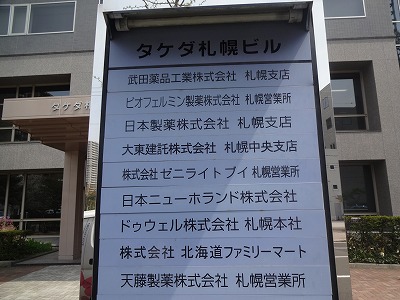 タケダ札幌ビル
武田薬品工業株式会社 札幌支店
ビオフェルミン製薬株式会社 札幌営業所
日本製薬株式会社 札幌支店
大東建託株式会社 札幌中央支店
株式会社 ゼニライトブイ 札幌営業所
日本ニューホランド株式会社
ドゥウェル株式会社 札幌本社
株式会社 北海道ファミリーマート
天藤製薬株式会社 札幌営業所
タケダ札